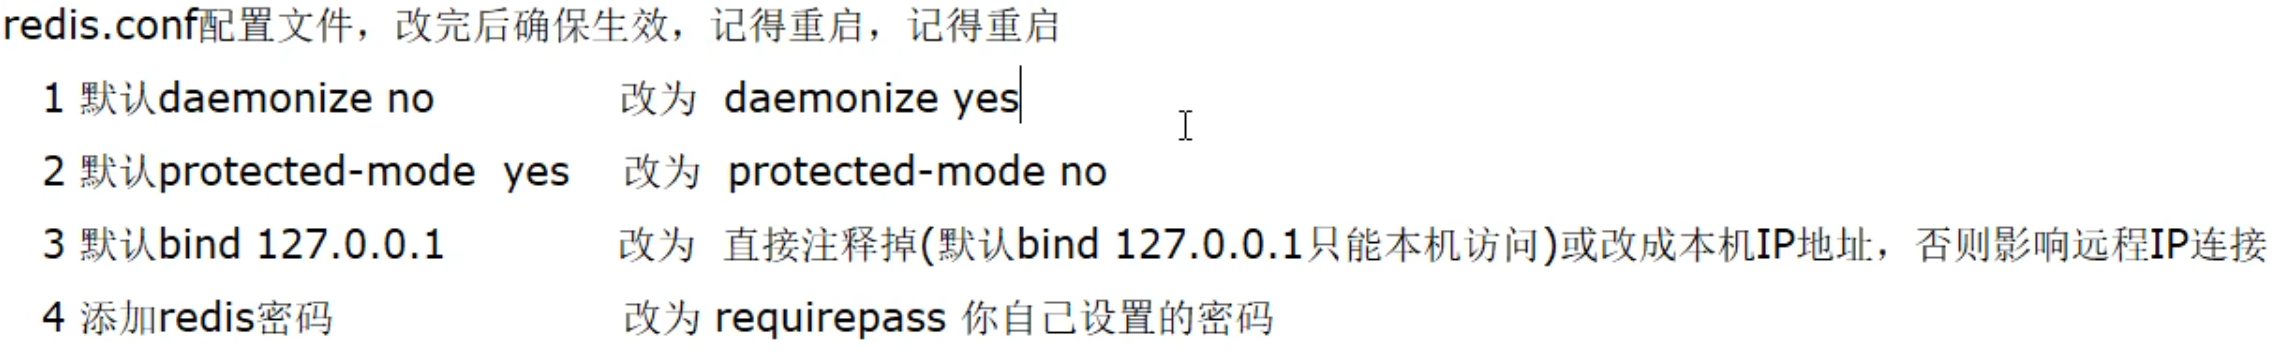 redis.conf配置文件，改完后确保生效，记得重启，记得重启
1 默认daemonize no 改为 daemonize yes
2 默认protected-mode yes 改为 protected-mode no
3 默认bind 127.0.0.1 改为 直接注释掉(默认bind 127.0.0.1只能本机访问)或改成本机IP地址，否则影响远程IP连接
4 添加redis密码 改为 requirepass 你自己设置的密码